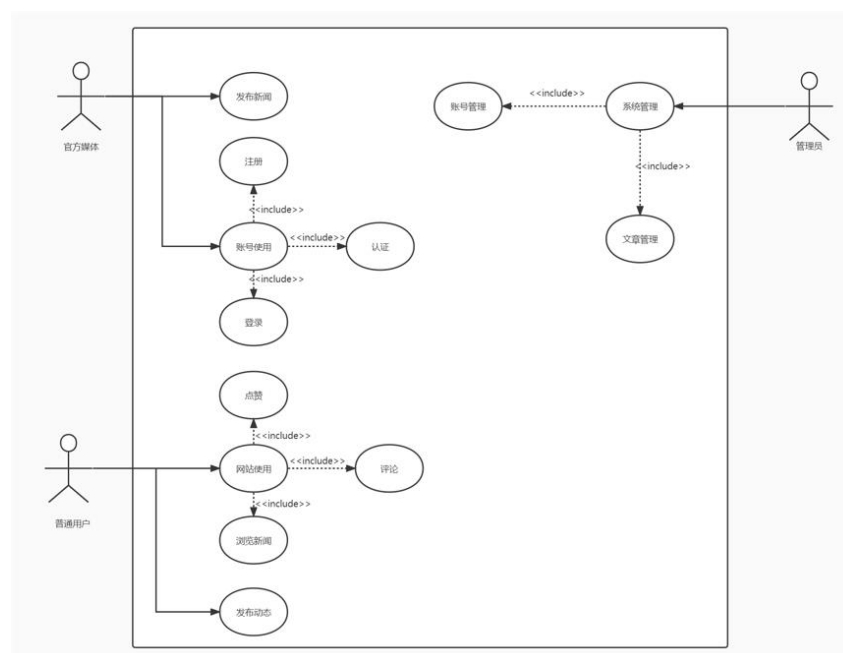 官方媒体
发布新闻
注册
<<include>>
账号使用
<<include>>
认证
<<include>>
登录
账号管理
<<include>>
系统管理
管理员
<<include>>
文章管理
点赞
<<include>>
普通用户
网站使用
<<include>>
评论
<<include>>
浏览新闻
发布动态